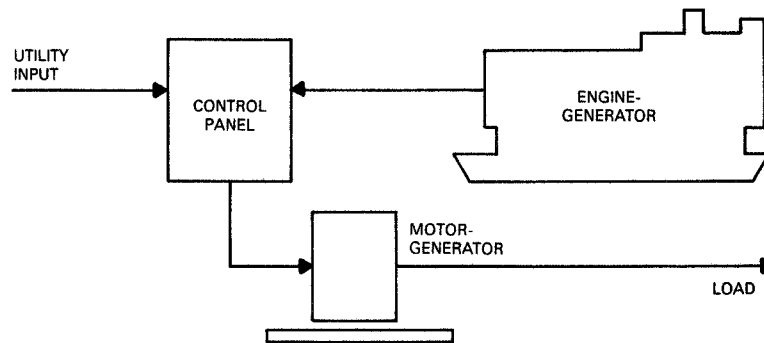 UTILITY
INPUT
CONTROL
PANEL
ENGINE-
GENERATOR
MOTOR-
GENERATOR
LOAD